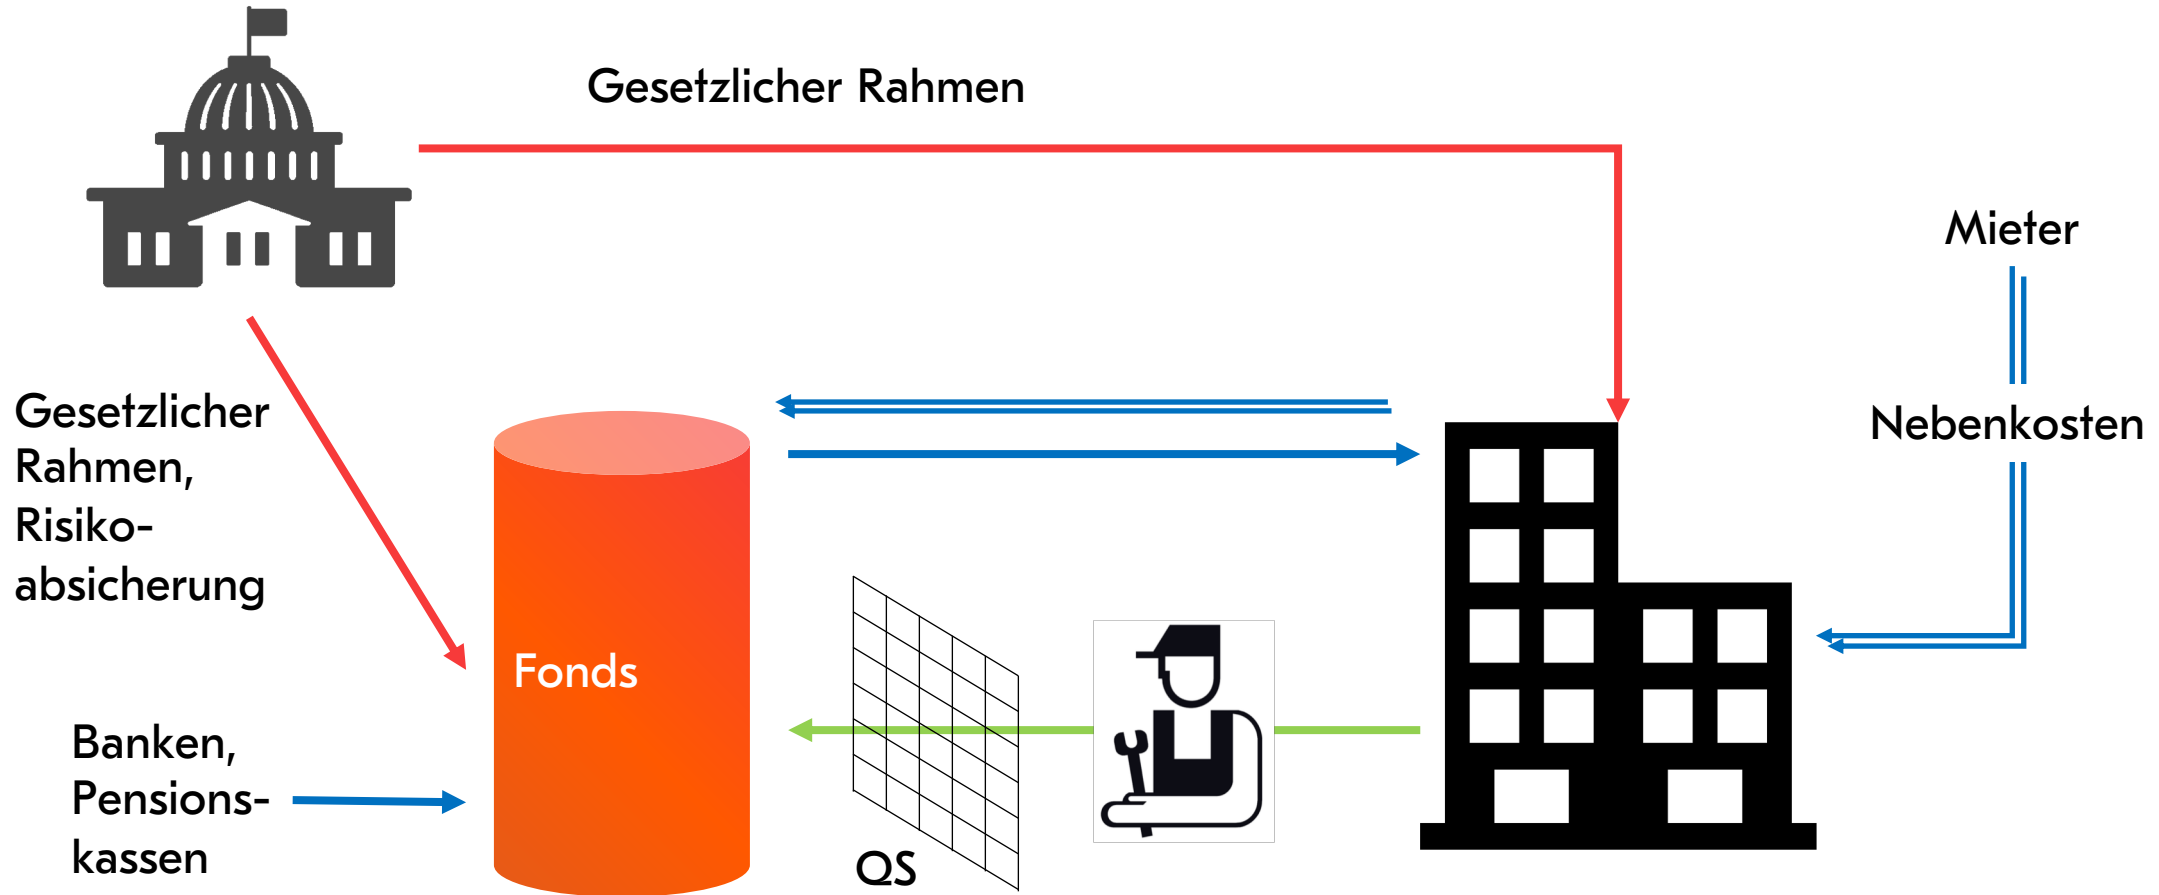 Gesetzlicher Rahmen
Mieter
Gesetzlicher
Rahmen,
Risiko-
absicherung
Nebenkosten
Fonds
Banken,
Pensions-
kassen
QS